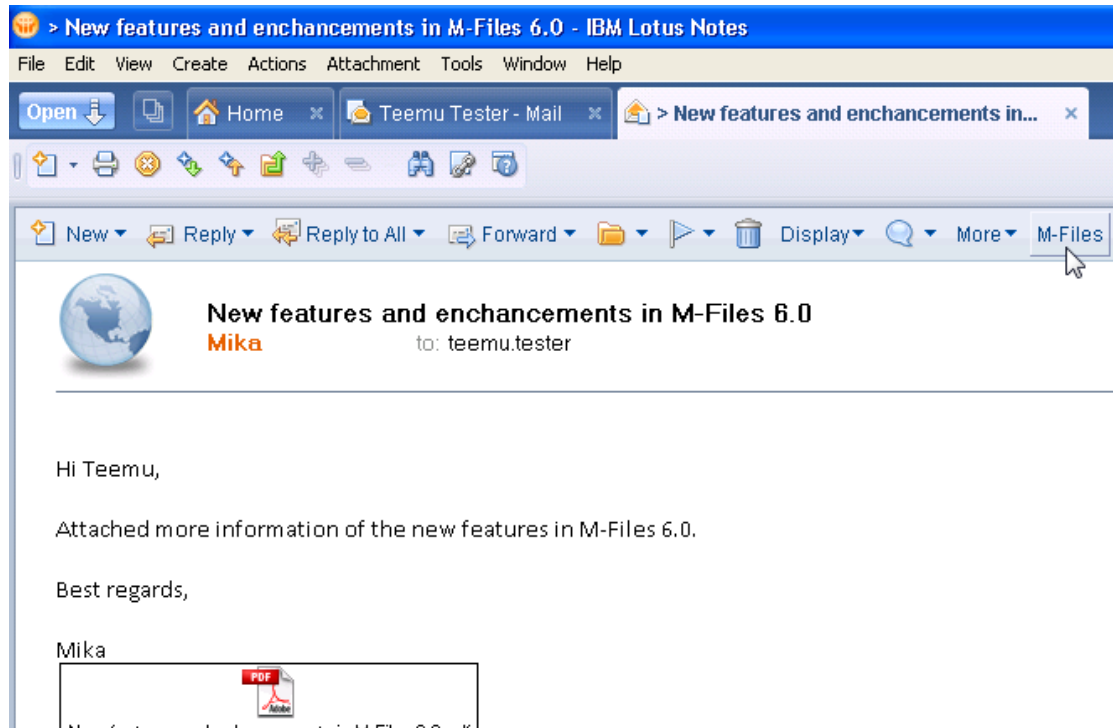 > New features and enchancements in M-Files 6.0 - IBM Lotus Notes
File Edit View Create Actions Attachment Tools Window Help
Open Home Teemu Tester - Mail > New features and enchancements in...
New Reply Reply to All Forward Display More M-Files
New features and enchancements in M-Files 6.0
Mika to: teemu.tester
Hi Teemu,
Attached more information of the new features in M-Files 6.0.
Best regards,
Mika
PDF
Adobe